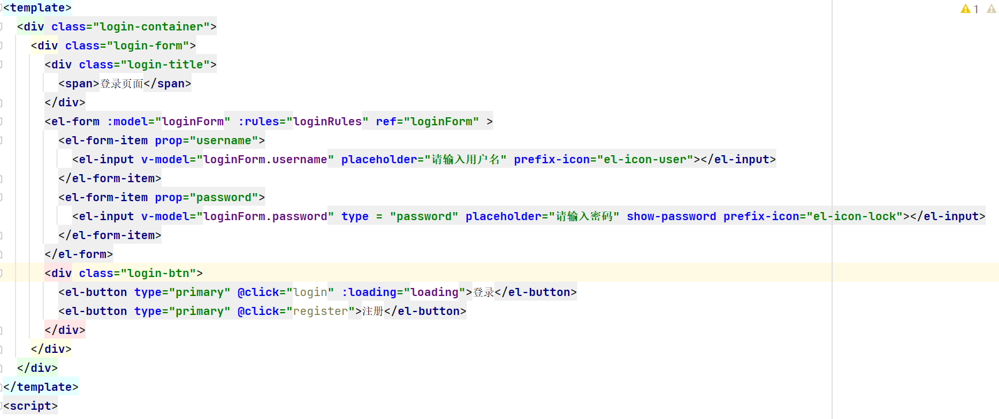 <template>
  <div class="login-container">
    <div class="login-form">
      <div class="login-title">
        <span>登录页面</span>
      </div>
      <el-form :model="loginForm" :rules="loginRules" ref="loginForm" >
        <el-form-item prop="username">
          <el-input v-model="loginForm.username" placeholder="请输入用户名" prefix-icon="el-icon-user"></el-input>
        </el-form-item>
        <el-form-item prop="password">
          <el-input v-model="loginForm.password" type = "password" placeholder="请输入密码" show-password prefix-icon="el-icon-lock"></el-input>
        </el-form-item>
      </el-form>
      <div class="login-btn">
        <el-button type="primary" @click="login" :loading="loading">登录</el-button>
        <el-button type="primary" @click="register">注册</el-button>
      </div>
    </div>
  </div>
</template>
<script>
1